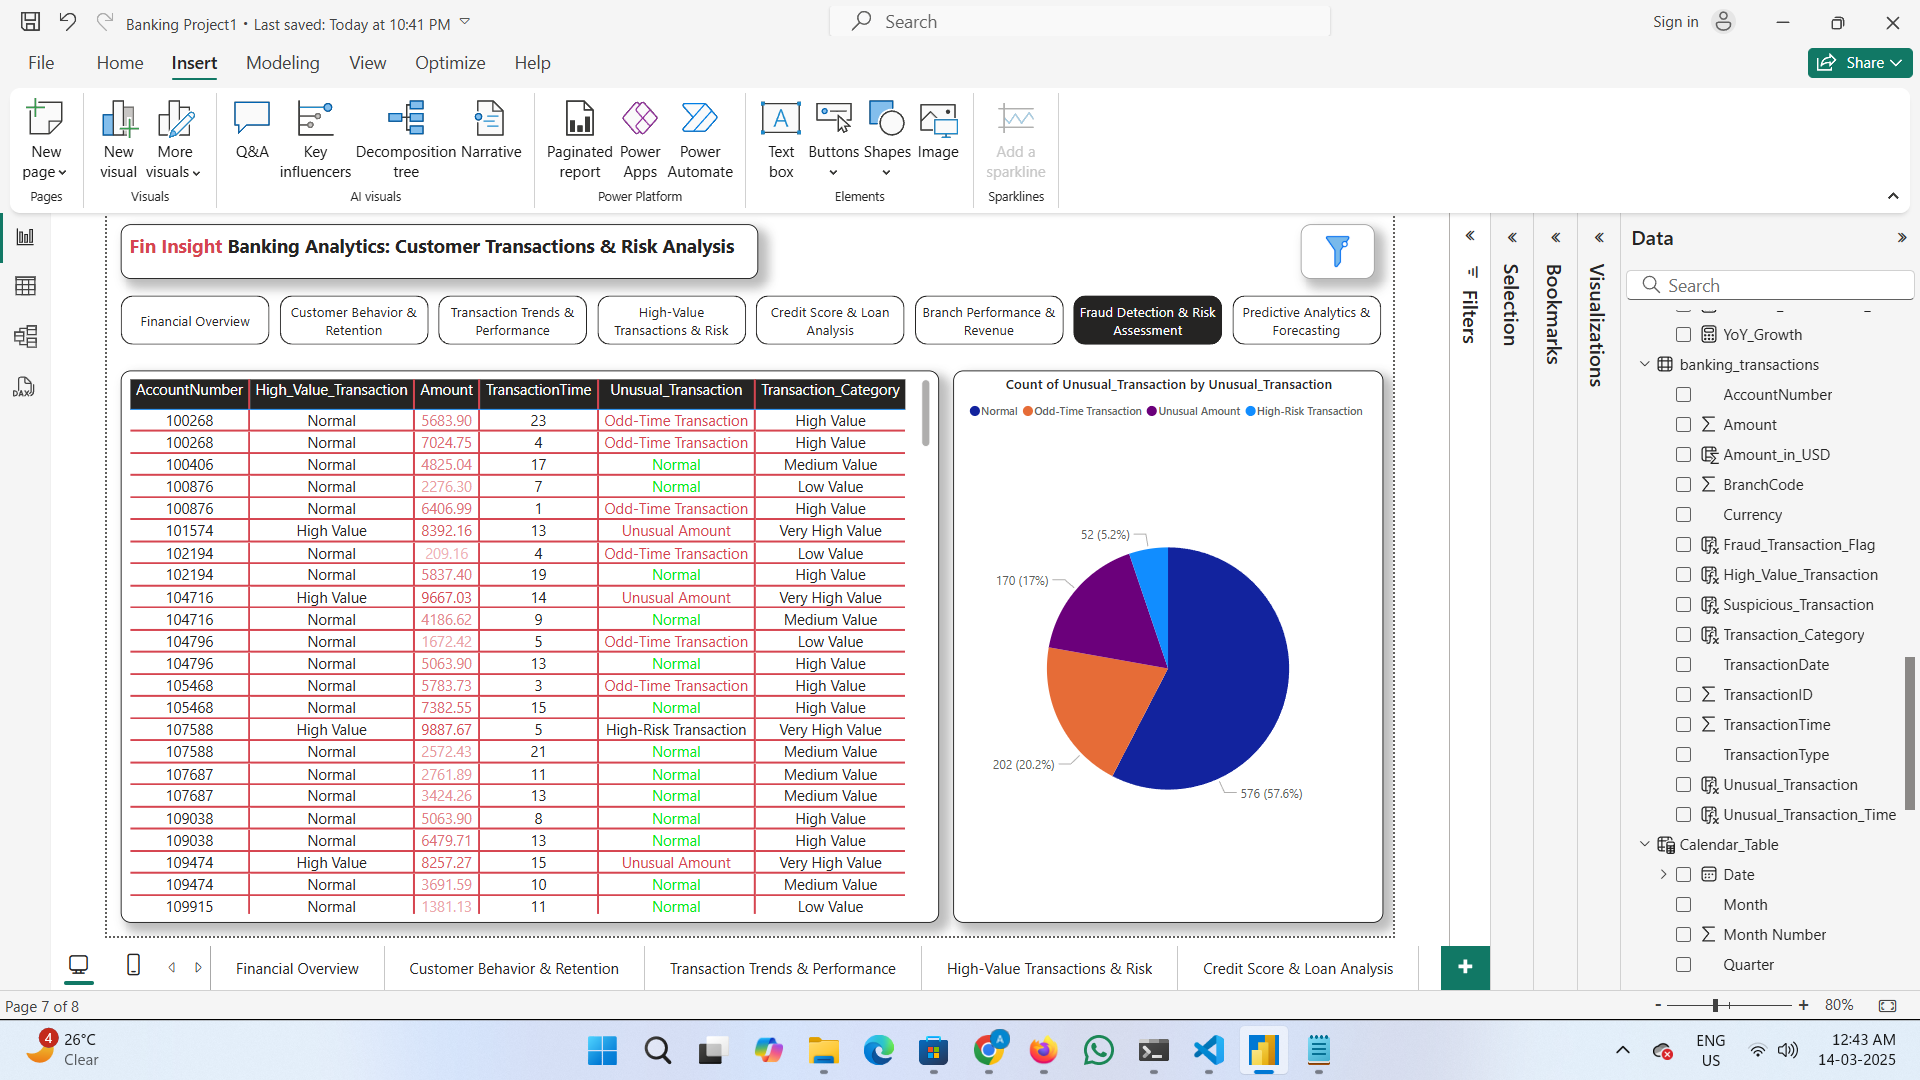 Banking Project1 • Last saved: Today at 10:41 PM
Search
Sign in
File
Home
Insert
Modeling
View
Optimize
Help
Share
New page
New visual
More visuals
Q&A
Key influencers
Decomposition tree
Narrative
Paginated report
Power Apps
Power Automate
Text box
Buttons
Shapes
Image
Add a sparkline
Pages
Visuals
AI visuals
Power Platform
Elements
Sparklines
Fin Insight Banking Analytics: Customer Transactions & Risk Analysis
Financial Overview
Customer Behavior & Retention
Transaction Trends & Performance
High-Value Transactions & Risk
Credit Score & Loan Analysis
Branch Performance & Revenue
Fraud Detection & Risk Assessment
Predictive Analytics & Forecasting
AccountNumber High_Value_Transaction Amount TransactionTime Unusual_Transaction Transaction_Category
100268 Normal 5683.90 23 Odd-Time Transaction High Value
100268 Normal 7024.75 4 Odd-Time Transaction High Value
100406 Normal 4825.04 17 Normal Medium Value
100876 Normal 2276.30 7 Normal Low Value
100876 Normal 6406.99 1 Odd-Time Transaction High Value
101574 High Value 8392.16 13 Unusual Amount Very High Value
102194 Normal 209.16 4 Odd-Time Transaction Low Value
102194 Normal 5837.40 19 Normal High Value
104716 High Value 9667.03 14 Unusual Amount Very High Value
104716 Normal 4186.62 9 Normal Medium Value
104796 Normal 1672.42 5 Odd-Time Transaction Low Value
104796 Normal 5063.90 13 Normal High Value
105468 Normal 5783.73 3 Odd-Time Transaction High Value
105468 Normal 7382.55 15 Normal High Value
107588 High Value 9887.67 5 High-Risk Transaction Very High Value
107588 Normal 2572.43 21 Normal Medium Value
107687 Normal 2761.89 11 Normal Medium Value
107687 Normal 3424.26 13 Normal Medium Value
109038 Normal 5063.90 8 Normal High Value
109038 Normal 6479.71 13 Normal High Value
109474 High Value 8257.27 15 Unusual Amount Very High Value
109474 Normal 3691.59 10 Normal Medium Value
109915 Normal 1381.13 11 Normal Low Value
Count of Unusual_Transaction by Unusual_Transaction
Normal Odd-Time Transaction Unusual Amount High-Risk Transaction
52 (5.2%)
170 (17%)
202 (20.2%)
576 (57.6%)
Filters
Selection
Bookmarks
Visualizations
Data
Search
YoY_Growth
banking_transactions
AccountNumber
Amount
Amount_in_USD
BranchCode
Currency
Fraud_Transaction_Flag
High_Value_Transaction
Suspicious_Transaction
Transaction_Category
TransactionDate
TransactionID
TransactionTime
TransactionType
Unusual_Transaction
Unusual_Transaction_Time
Calendar_Table
Date
Month
Month Number
Quarter
Financial Overview
Customer Behavior & Retention
Transaction Trends & Performance
High-Value Transactions & Risk
Credit Score & Loan Analysis
Page 7 of 8
- + 80%
4
26°C
Clear
A
ENG
US
12:43 AM
14-03-2025